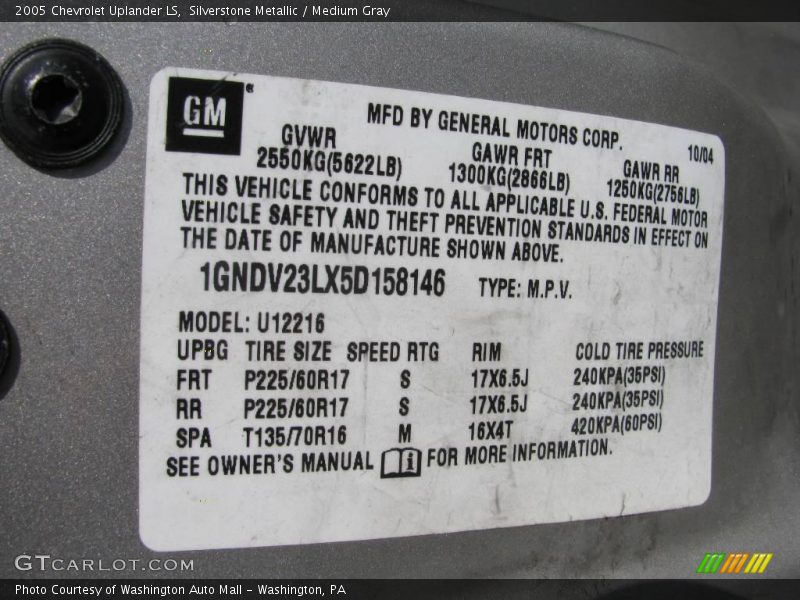 2005 Chevrolet Uplander LS, Silverstone Metallic / Medium Gray
GM®
MFD BY GENERAL MOTORS CORP.
10/04
GVWR GAWR FRT GAWR RR
2550KG(5622LB) 1300KG(2866LB) 1250KG(2756LB)
THIS VEHICLE CONFORMS TO ALL APPLICABLE U.S. FEDERAL MOTOR
VEHICLE SAFETY AND THEFT PREVENTION STANDARDS IN EFFECT ON
THE DATE OF MANUFACTURE SHOWN ABOVE.
1GNDV23LX5D158146 TYPE: M.P.V.
MODEL: U12216
UPBG TIRE SIZE SPEED RTG RIM COLD TIRE PRESSURE
FRT P225/60R17 S 17X6.5J 240KPA(35PSI)
RR P225/60R17 S 17X6.5J 240KPA(35PSI)
SPA T135/70R16 M 16X4T 420KPA(60PSI)
SEE OWNER'S MANUAL i FOR MORE INFORMATION.
GTcarlot.com
Photo Courtesy of Washington Auto Mall - Washington, PA